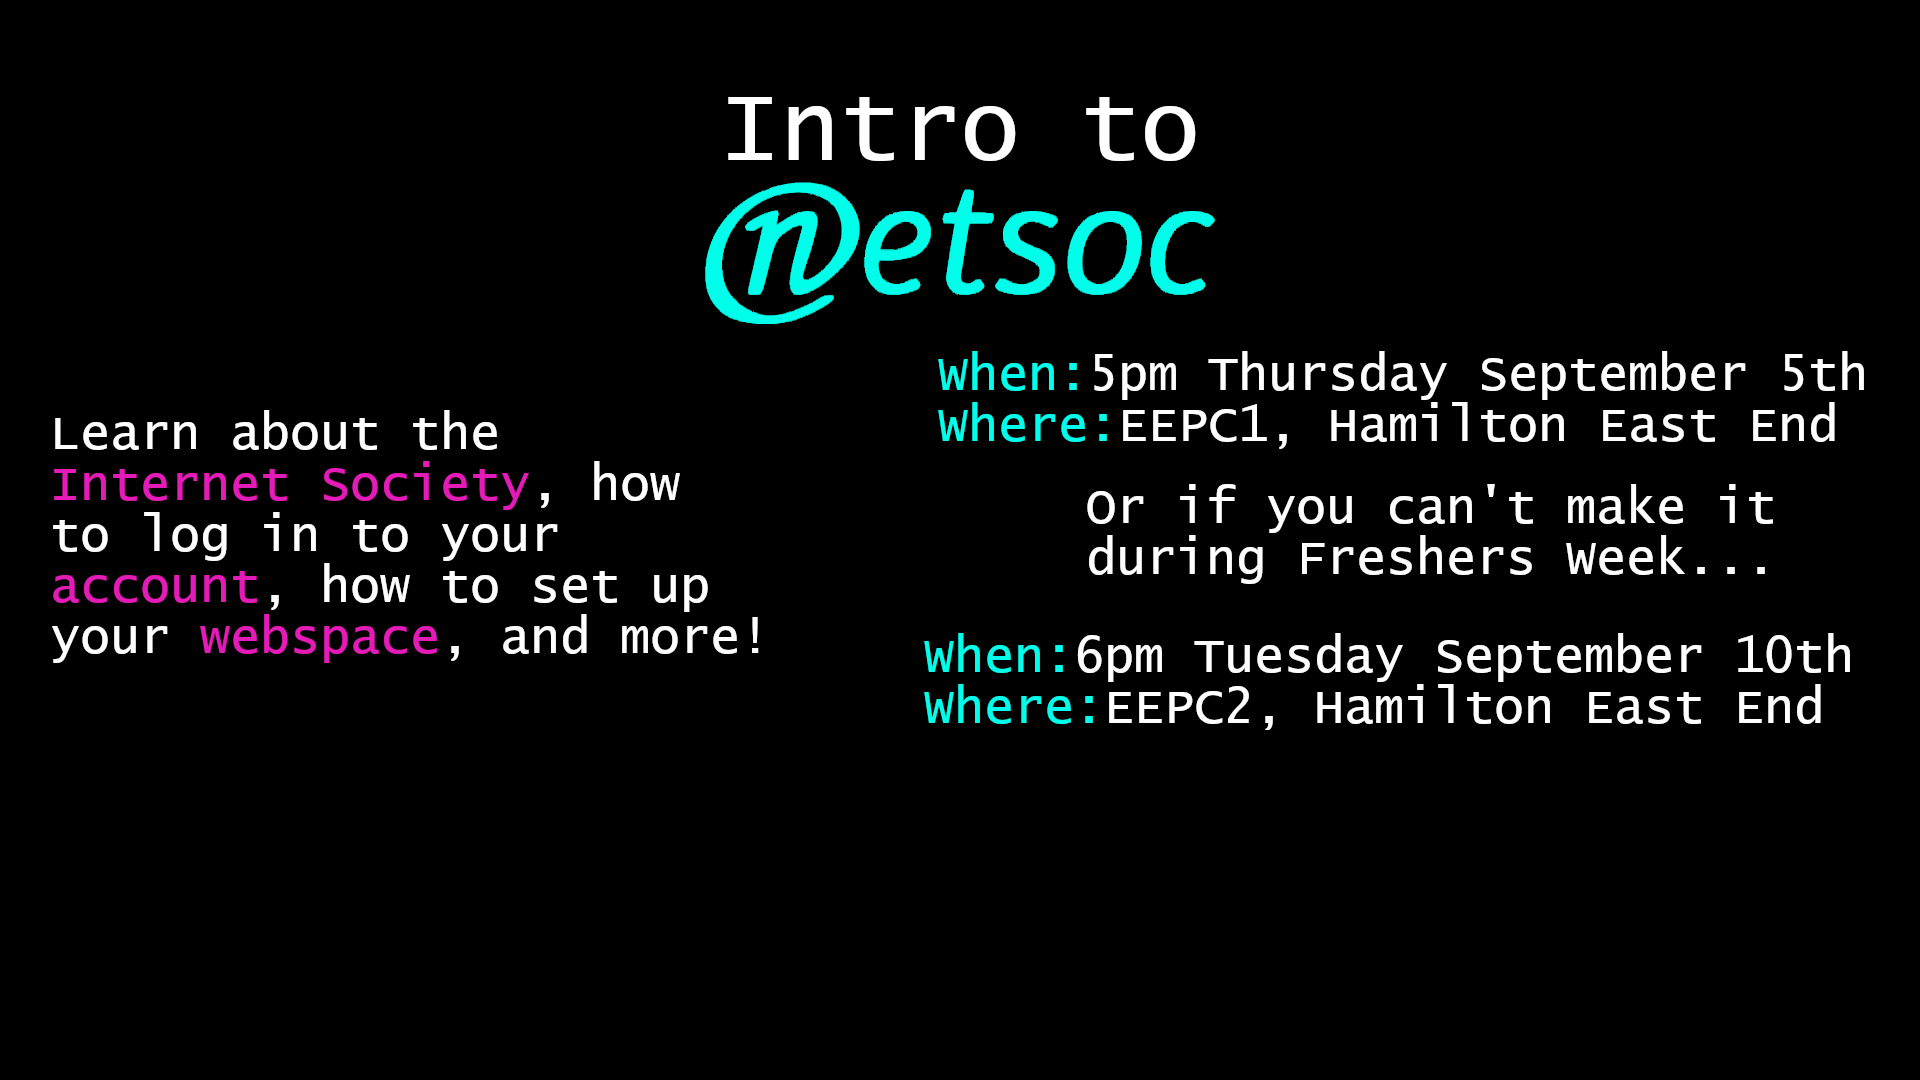 Intro to
@netsoc
Learn about the
Internet Society, how
to log in to your
account, how to set up
your webspace, and more!
When:5pm Thursday September 5th
Where:EEPC1, Hamilton East End
Or if you can't make it
during Freshers Week...
When:6pm Tuesday September 10th
Where:EEPC2, Hamilton East End